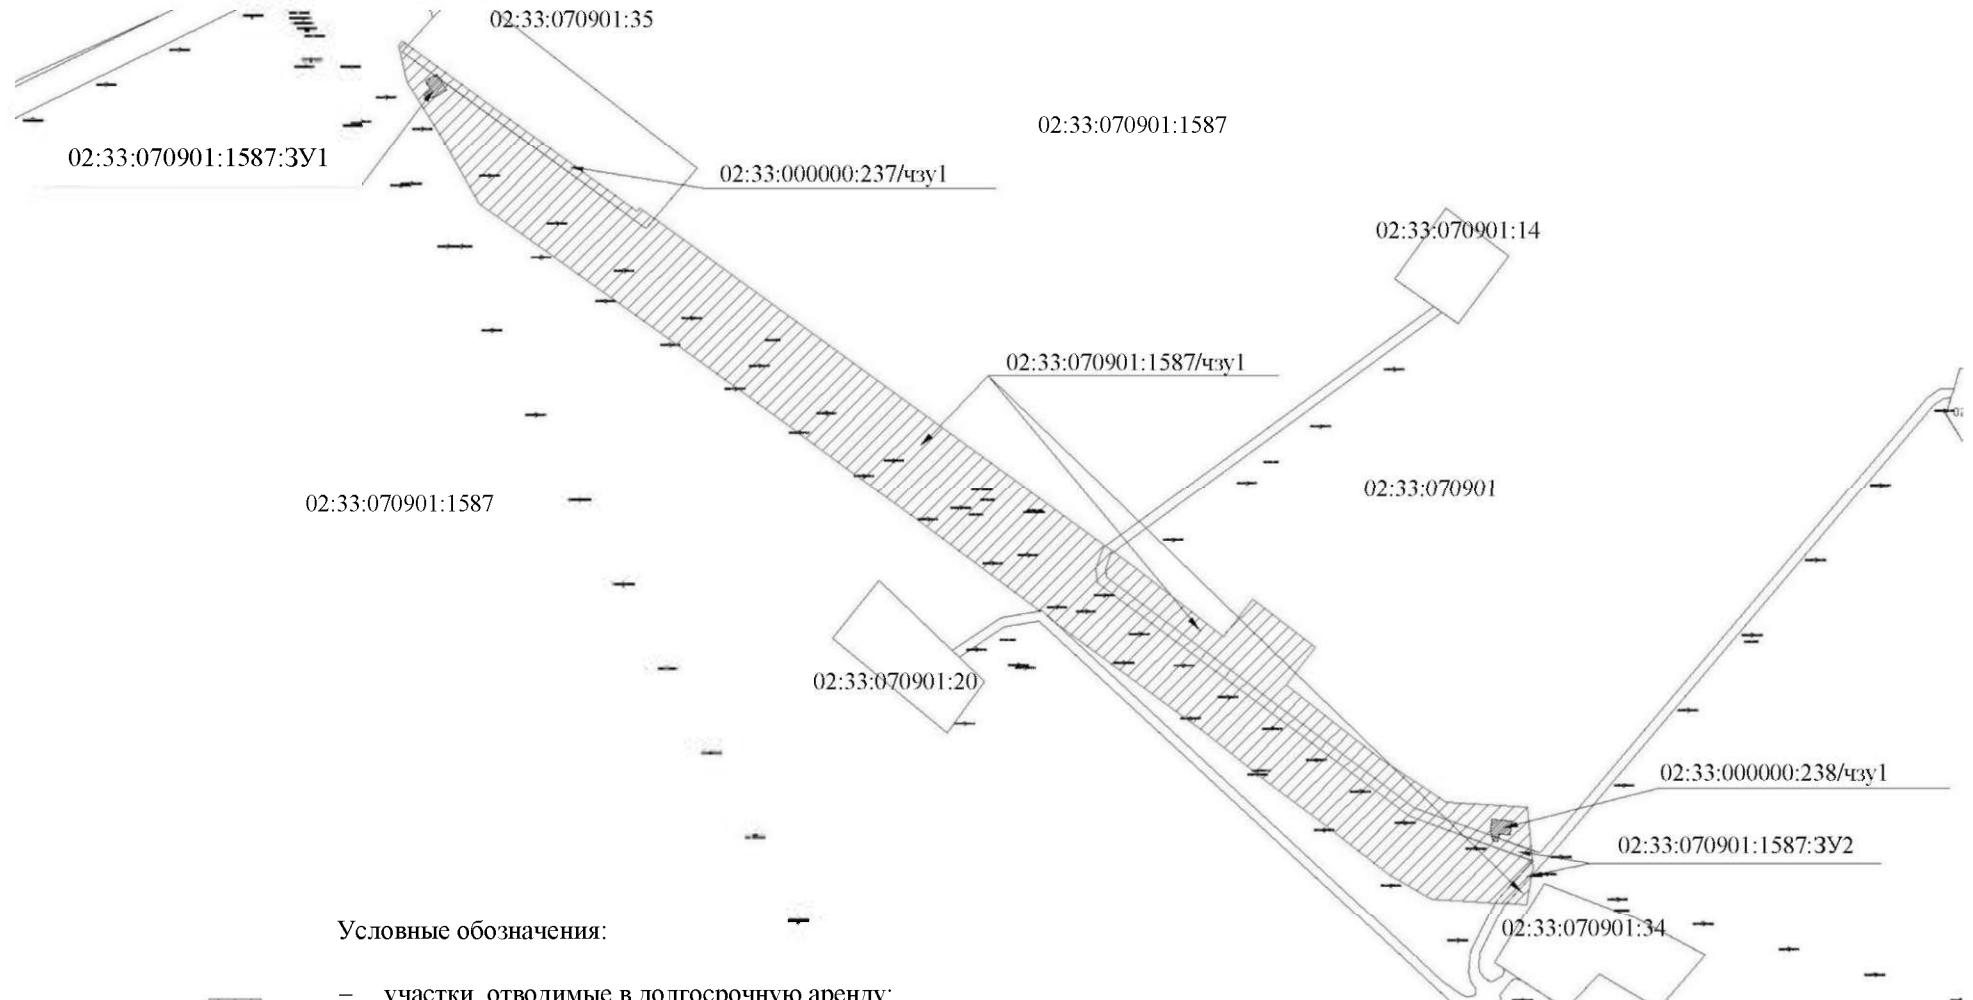 02:33:070901:35
02:33:070901:1587
02:33:070901:1587:ЗУ1
02:33:000000:237/чзу1
02:33:070901:14
02:33:070901:1587/чзу1
02:33:070901:1587
02:33:070901
02:33:070901:20
02:33:000000:238/чзу1
02:33:070901:1587:ЗУ2
02:33:070901:34
Условные обозначения:
– участки, отводимые в долгосрочную аренду;